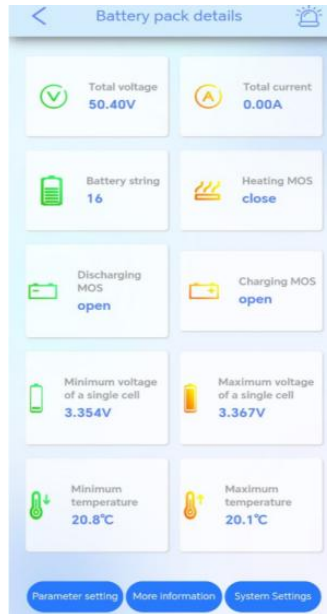 Battery pack details
Total voltage
50.40V
Total current
0.00A
Battery string
16
Heating MOS
close
Discharging
MOS
open
Charging MOS
open
Minimum voltage
of a single cell
3.354V
Maximum voltage
of a single cell
3.367V
Minimum
temperature
20.8℃
Maximum
temperature
20.1℃
Parameter setting
More information
System Settings